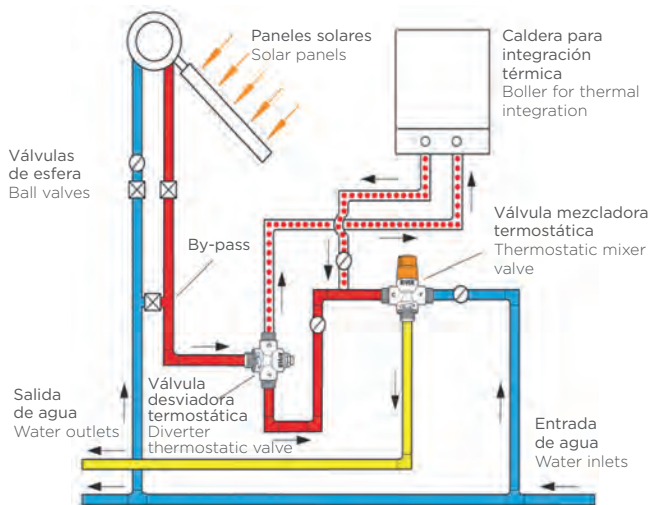 Paneles solares
Solar panels
Caldera para
integración
térmica
Boller for thermal
integration
Válvulas
de esfera
Ball valves
By-pass
Válvula mezcladora
termostática
Thermostatic mixer
valve
Válvula
desviadora
termostática
Diverter
thermostatic valve
Salida
de agua
Water outlets
Entrada
de agua
Water inlets